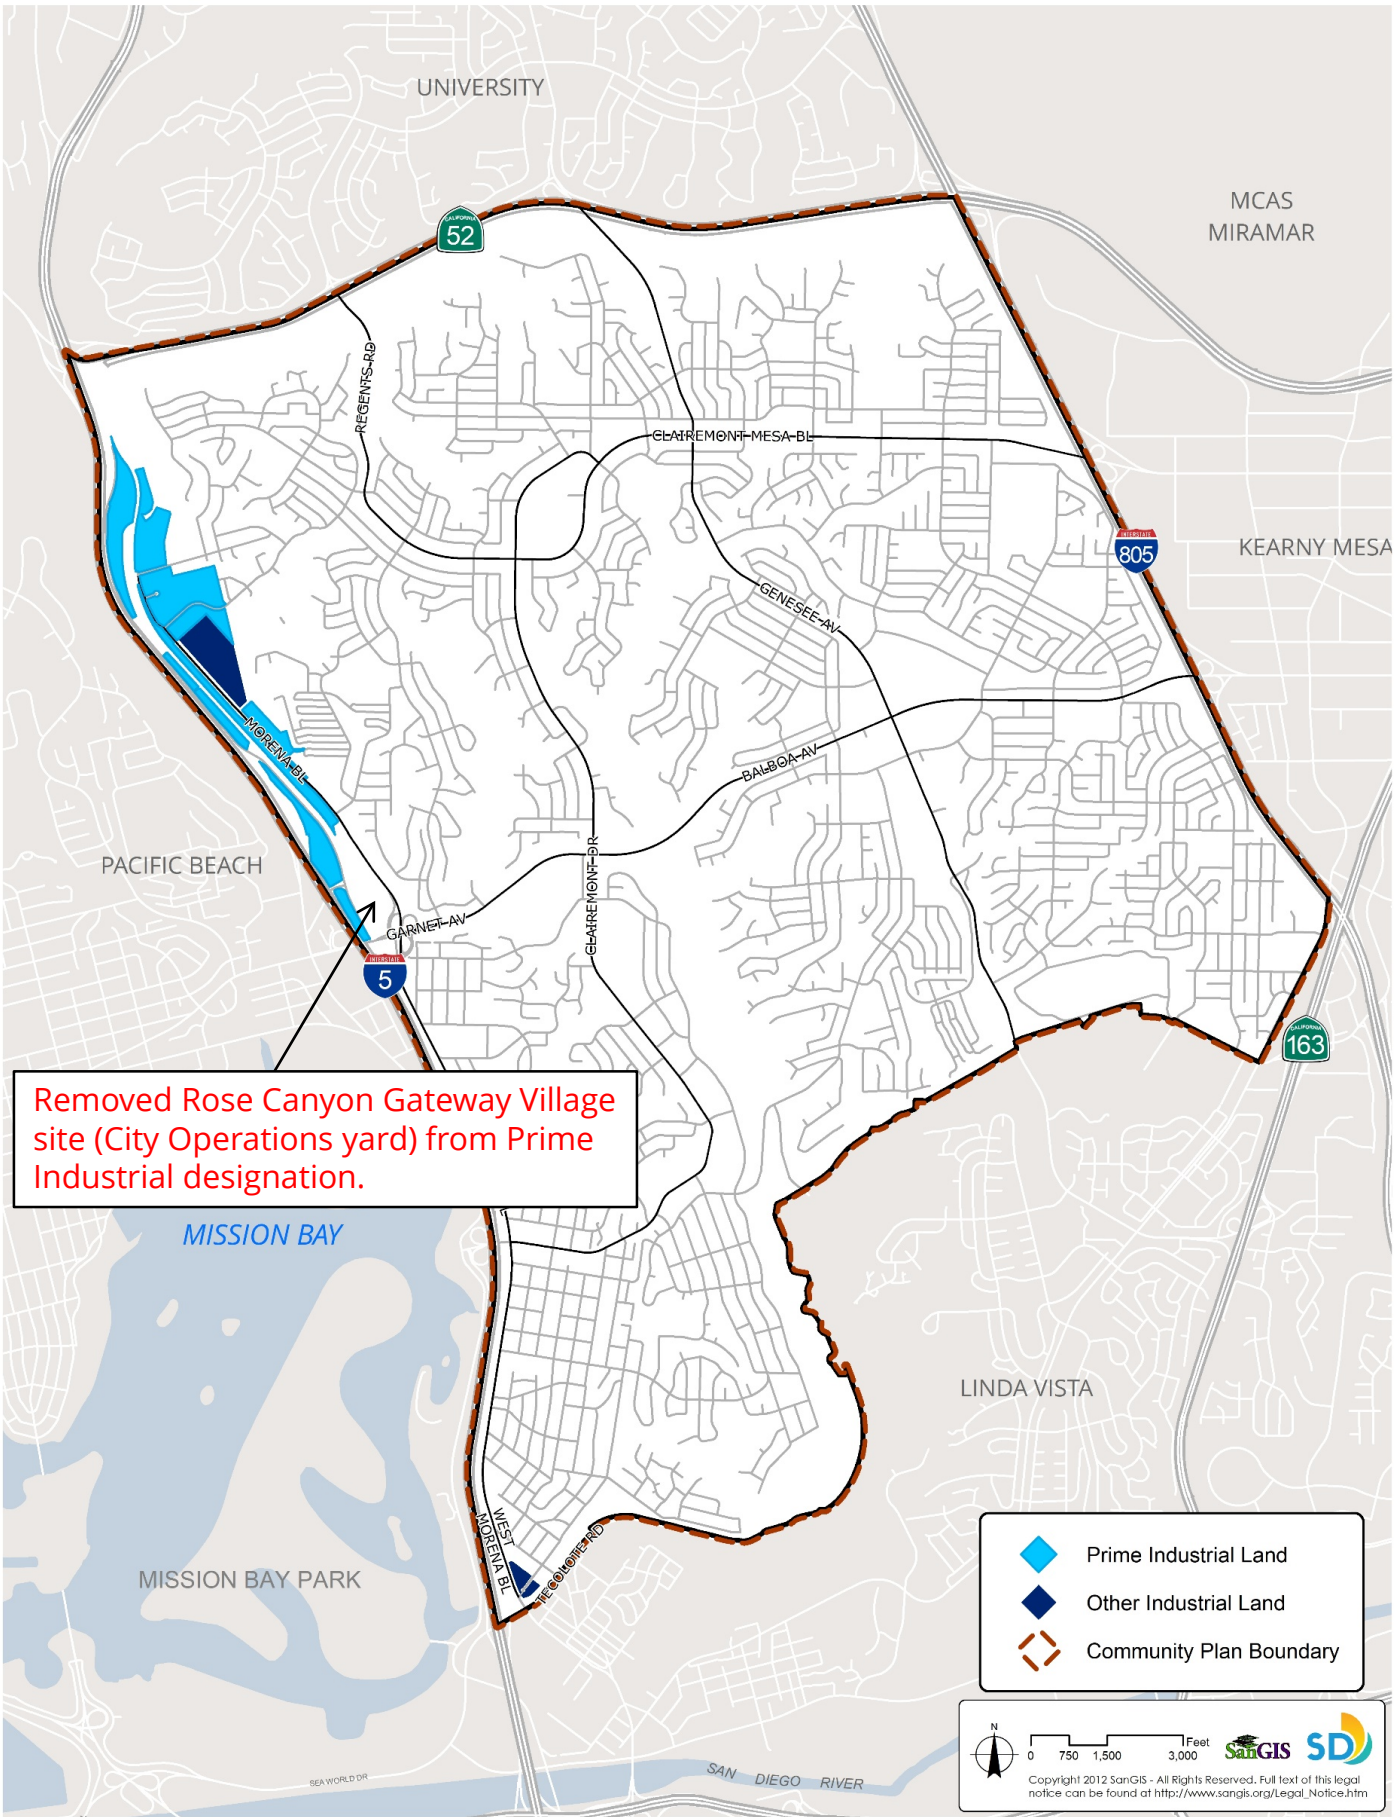 UNIVERSITY
MCAS
MIRAMAR
CALIFORNIA
52
REGENTS RD
CLAIREMONT MESA BL
INTERSTATE
805
KEARNY MESA
GENESEE AV
MORENA BL
BALBOA AV
CLAIREMONT DR
PACIFIC BEACH
GARNET AV
INTERSTATE
5
CALIFORNIA
163
Removed Rose Canyon Gateway Village
site (City Operations yard) from Prime
Industrial designation.
MISSION BAY
LINDA VISTA
WEST
MORENA BL
TECOLOTE RD
MISSION BAY PARK
Prime Industrial Land
Other Industrial Land
Community Plan Boundary
SEA WORLD DR
SAN DIEGO RIVER
N
Feet
0 750 1,500 3,000
SanGIS
SD
Copyright 2012 SanGIS - All Rights Reserved. Full text of this legal
notice can be found at http://www.sangis.org/Legal_Notice.htm